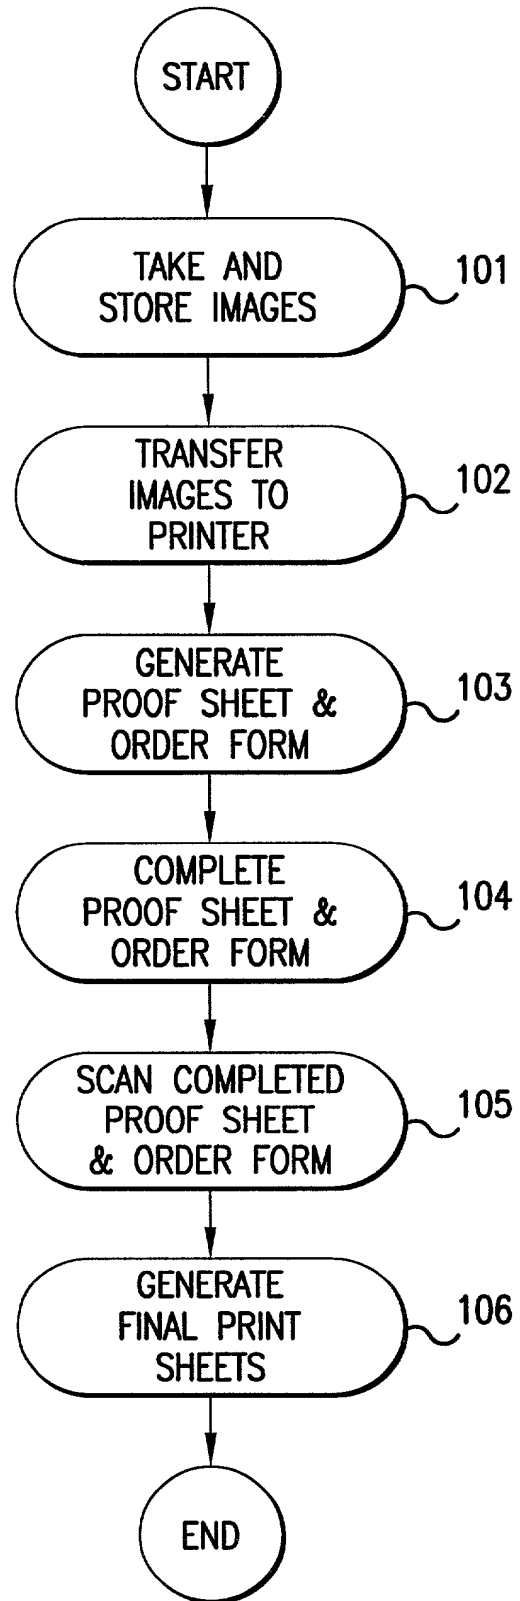 START
TAKE AND
STORE IMAGES
101
TRANSFER
IMAGES TO
PRINTER
102
GENERATE
PROOF SHEET &
ORDER FORM
103
COMPLETE
PROOF SHEET &
ORDER FORM
104
SCAN COMPLETED
PROOF SHEET
& ORDER FORM
105
GENERATE
FINAL PRINT
SHEETS
106
END